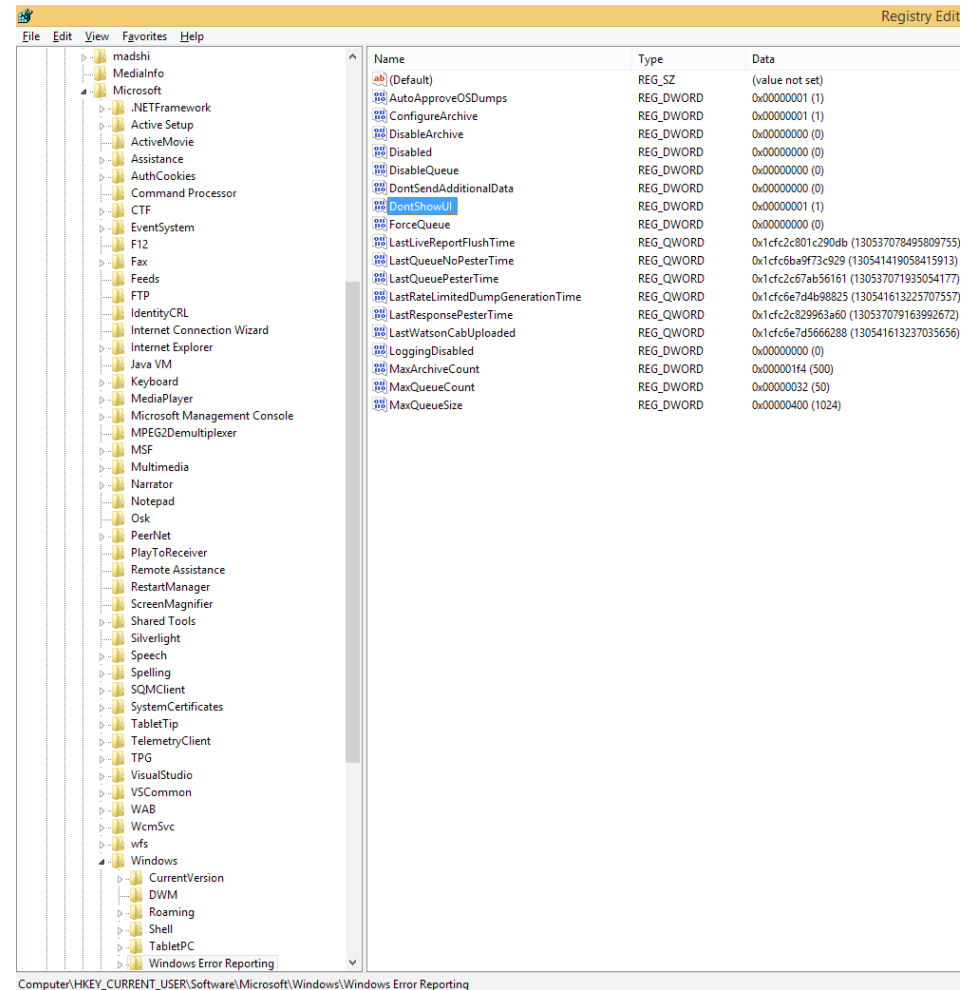 Registry Edit
File Edit View Favorites Help
madshi
MediaInfo
Microsoft
.NETFramework
Active Setup
ActiveMovie
Assistance
AuthCookies
Command Processor
CTF
EventSystem
F12
Fax
Feeds
FTP
IdentityCRL
Internet Connection Wizard
Internet Explorer
Java VM
Keyboard
MediaPlayer
Microsoft Management Console
MPEG2Demultiplexer
MSF
Multimedia
Narrator
Notepad
Osk
PeerNet
PlayToReceiver
Remote Assistance
RestartManager
ScreenMagnifier
Shared Tools
Silverlight
Speech
Spelling
SQMClient
SystemCertificates
TabletTip
TelemetryClient
TPG
VisualStudio
VSCommon
WAB
WcmSvc
wfs
Windows
CurrentVersion
DWM
Roaming
Shell
TabletPC
Windows Error Reporting
Name Type Data
(Default) REG_SZ (value not set)
AutoApproveOSDumps REG_DWORD 0x00000001 (1)
ConfigureArchive REG_DWORD 0x00000001 (1)
DisableArchive REG_DWORD 0x00000000 (0)
Disabled REG_DWORD 0x00000000 (0)
DisableQueue REG_DWORD 0x00000000 (0)
DontSendAdditionalData REG_DWORD 0x00000000 (0)
DontShowUI REG_DWORD 0x00000001 (1)
ForceQueue REG_DWORD 0x00000000 (0)
LastLiveReportFlushTime REG_QWORD 0x1cfc2c801c290db (130537078495809755)
LastQueueNoPesterTime REG_QWORD 0x1cfc6ba9f73c929 (130541419058415913)
LastQueuePesterTime REG_QWORD 0x1cfc2c67ab56161 (130537071935054177)
LastRateLimitedDumpGenerationTime REG_QWORD 0x1cfc6e7d4b98825 (130541613225707557)
LastResponsePesterTime REG_QWORD 0x1cfc2c829963a60 (130537079163992672)
LastWatsonCabUploaded REG_QWORD 0x1cfc6e7d5666288 (130541613237035656)
LoggingDisabled REG_DWORD 0x00000000 (0)
MaxArchiveCount REG_DWORD 0x000001f4 (500)
MaxQueueCount REG_DWORD 0x00000032 (50)
MaxQueueSize REG_DWORD 0x00000400 (1024)
Computer\HKEY_CURRENT_USER\Software\Microsoft\Windows\Windows Error Reporting